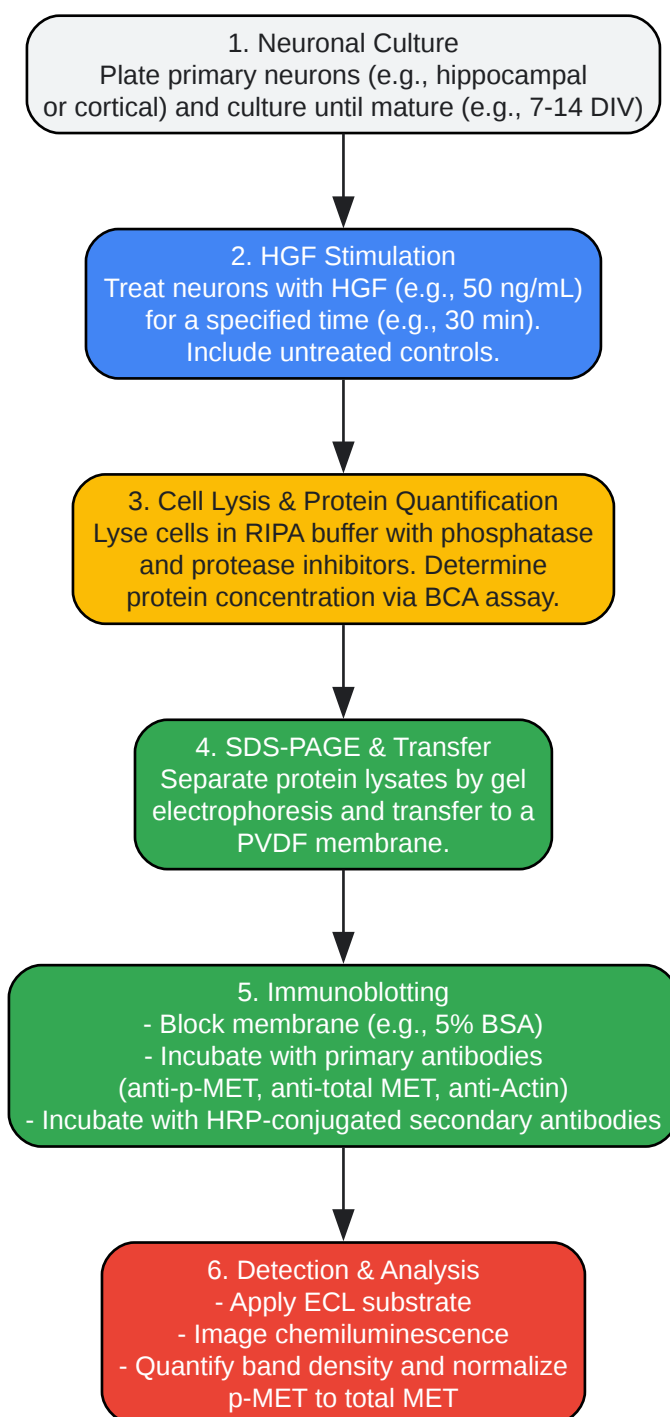 1. Neuronal Culture
Plate primary neurons (e.g., hippocampal
or cortical) and culture until mature (e.g., 7-14 DIV)
2. HGF Stimulation
Treat neurons with HGF (e.g., 50 ng/mL)
for a specified time (e.g., 30 min).
Include untreated controls.
3. Cell Lysis & Protein Quantification
Lyse cells in RIPA buffer with phosphatase
and protease inhibitors. Determine
protein concentration via BCA assay.
4. SDS-PAGE & Transfer
Separate protein lysates by gel
electrophoresis and transfer to a
PVDF membrane.
5. Immunoblotting
- Block membrane (e.g., 5% BSA)
- Incubate with primary antibodies
(anti-p-MET, anti-total MET, anti-Actin)
- Incubate with HRP-conjugated secondary antibodies
6. Detection & Analysis
- Apply ECL substrate
- Image chemiluminescence
- Quantify band density and normalize
p-MET to total MET